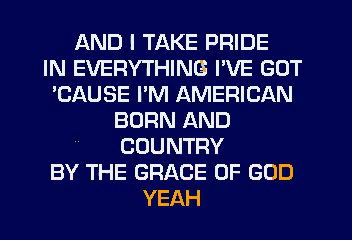 AND I TAKE PRIDE
IN EVERYTHING I'VE GOT
'CAUSE I'M AMERICAN
BORN AND
COUNTRY
BY THE GRACE OF GOD
YEAH